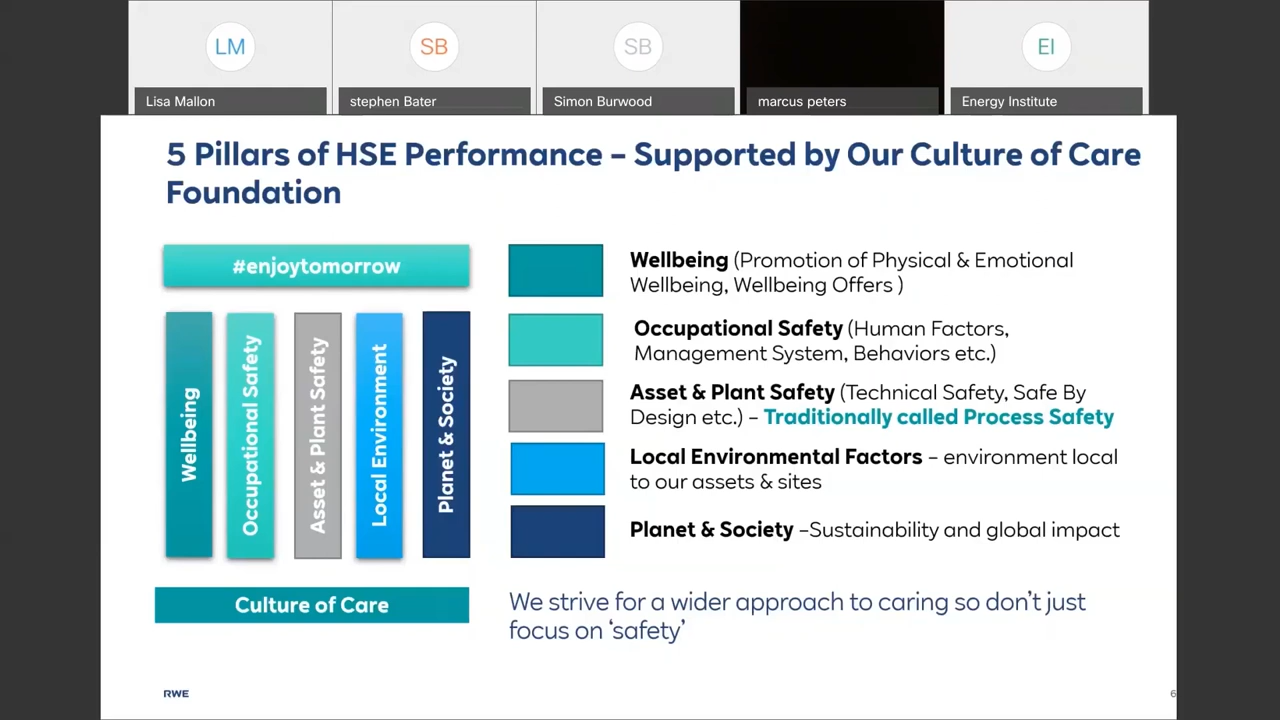 LM
SB
SB
EI
Lisa Mallon
stephen Bater
Simon Burwood
marcus peters
Energy Institute
5 Pillars of HSE Performance – Supported by Our Culture of Care
Foundation
#enjoytomorrow
Wellbeing
Occupational Safety
Asset & Plant Safety
Local Environment
Planet & Society
Culture of Care
Wellbeing (Promotion of Physical & Emotional
Wellbeing, Wellbeing Offers )
Occupational Safety (Human Factors,
Management System, Behaviors etc.)
Asset & Plant Safety (Technical Safety, Safe By
Design etc.) – Traditionally called Process Safety
Local Environmental Factors – environment local
to our assets & sites
Planet & Society –Sustainability and global impact
We strive for a wider approach to caring so don’t just
focus on ‘safety’
RWE
6